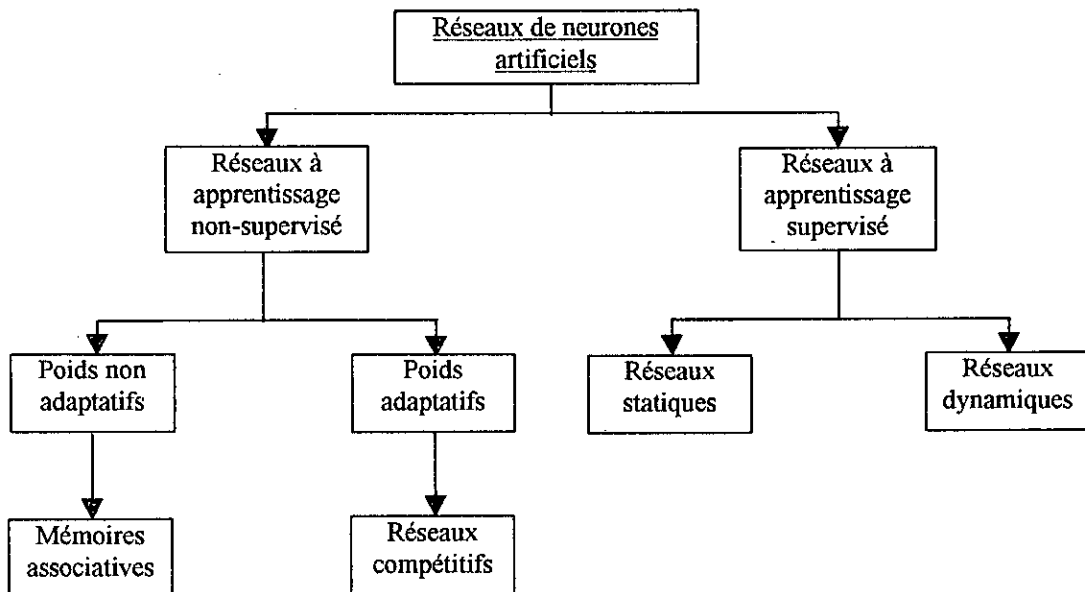 Réseaux de neurones
artificiels
Réseaux à
apprentissage
non-supervisé
Réseaux à
apprentissage
supervisé
Poids non
adaptatifs
Poids
adaptatifs
Réseaux
statiques
Réseaux
dynamiques
Mémoires
associatives
Réseaux
compétitifs